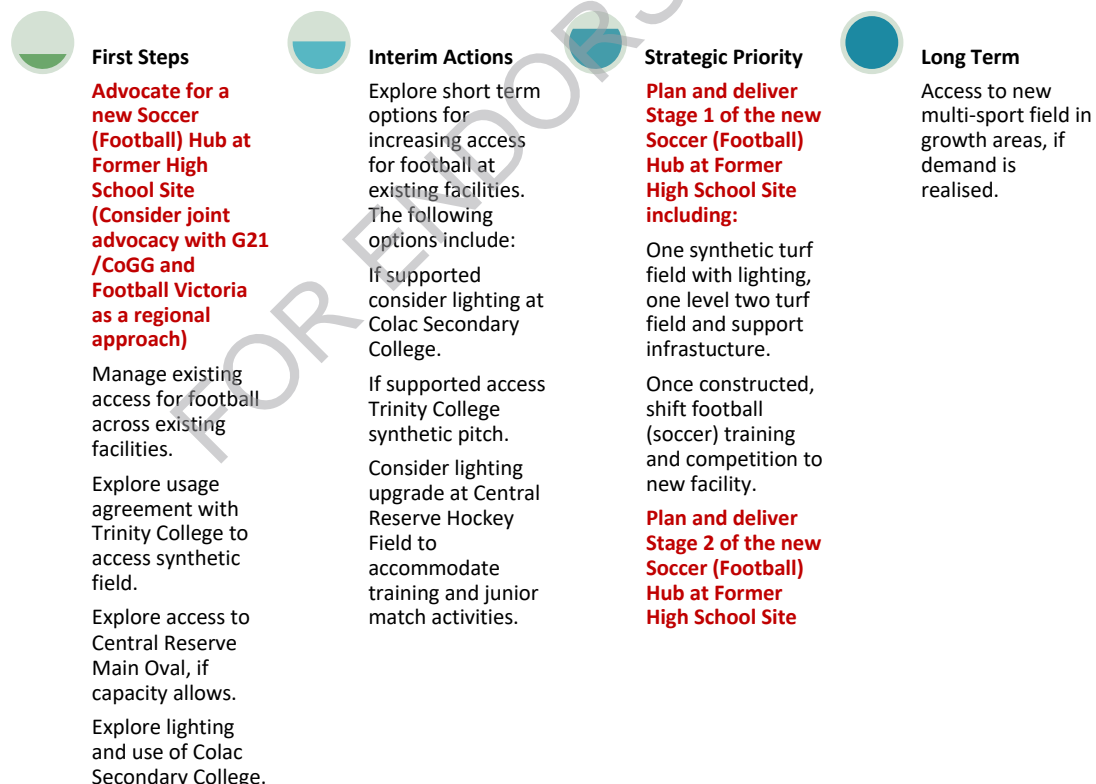 First Steps
Advocate for a
new Soccer
(Football) Hub at
Former High
School Site
(Consider joint
advocacy with G21
/CoGG and
Football Victoria
as a regional
approach)
Manage existing
access for football
across existing
facilities.
Explore usage
agreement with
Trinity College to
access synthetic
field.
Explore access to
Central Reserve
Main Oval, if
capacity allows.
Explore lighting
and use of Colac
Secondary College.
Interim Actions
Explore short term
options for
increasing access
for football at
existing facilities.
The following
options include:
If supported
consider lighting at
Colac Secondary
College.
If supported access
Trinity College
synthetic pitch.
Consider lighting
upgrade at Central
Reserve Hockey
Field to
accommodate
training and junior
match activities.
Strategic Priority
Plan and deliver
Stage 1 of the new
Soccer (Football)
Hub at Former
High School Site
including:
One synthetic turf
field with lighting,
one level two turf
field and support
infrastucture.
Once constructed,
shift football
(soccer) training
and competition to
new facility.
Plan and deliver
Stage 2 of the new
Soccer (Football)
Hub at Former
High School Site
Long Term
Access to new
multi-sport field in
growth areas, if
demand is
realised.
FOR ENDORS